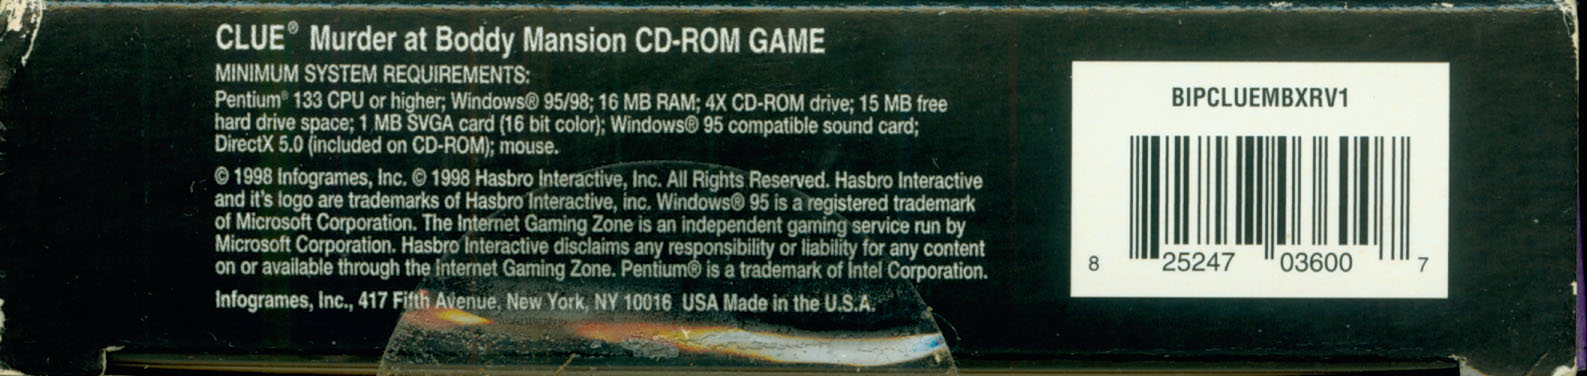 CLUE® Murder at Boddy Mansion CD-ROM GAME
MINIMUM SYSTEM REQUIREMENTS:
Pentium® 133 CPU or higher; Windows® 95/98; 16 MB RAM; 4X CD-ROM drive; 15 MB free
hard drive space; 1 MB SVGA card (16 bit color); Windows® 95 compatible sound card;
DirectX 5.0 (included on CD-ROM); mouse.
© 1998 Infogrames, Inc. © 1998 Hasbro Interactive, Inc. All Rights Reserved. Hasbro Interactive
and it's logo are trademarks of Hasbro Interactive, inc. Windows® 95 is a registered trademark
of Microsoft Corporation. The Internet Gaming Zone is an independent gaming service run by
Microsoft Corporation. Hasbro Interactive disclaims any responsibility or liability for any content
on or available through the Internet Gaming Zone. Pentium® is a trademark of Intel Corporation.
Infogrames, Inc., 417 Fifth Avenue, New York, NY 10016 USA Made in the U.S.A.
BIPCLUEMBXRV1
8 25247 03600 7